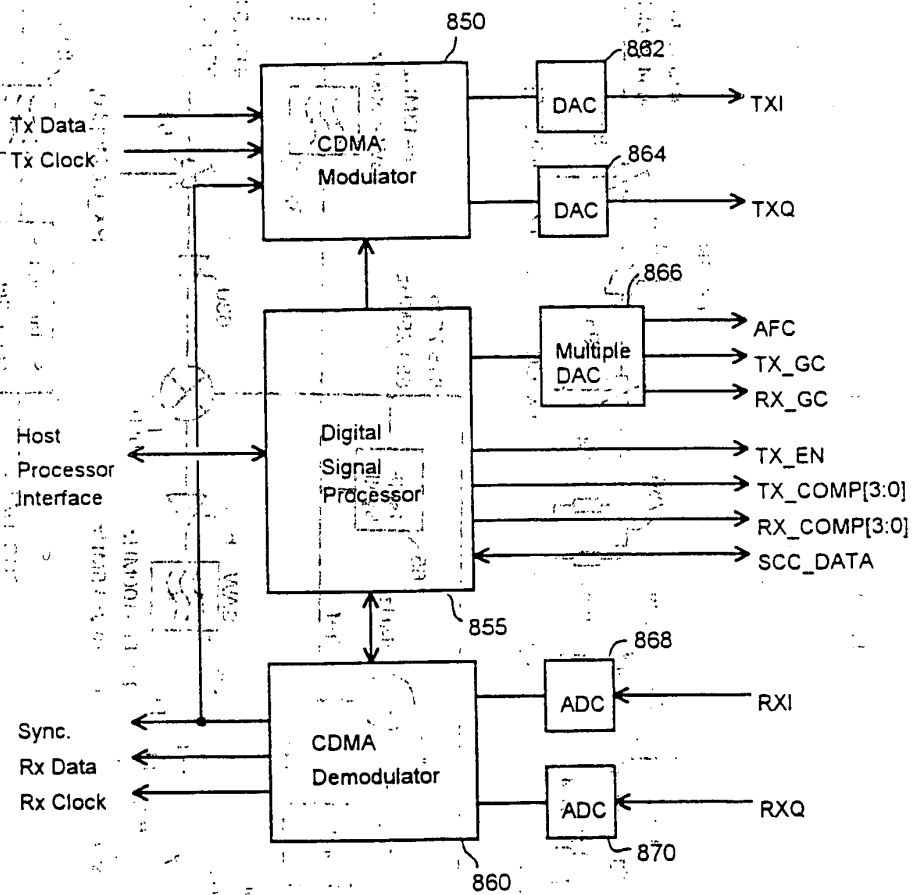 850
862
Tx Data
Tx Clock
CDMA
Modulator
DAC
TXI
864
DAC
TXQ
866
Multiple
DAC
AFC
TX_GC
RX_GC
Host
Processor
Interface
Digital
Signal
Processor
TX_EN
TX_COMP[3:0]
RX_COMP[3:0]
SCC_DATA
855
868
Sync.
Rx Data
Rx Clock
CDMA
Demodulator
ADC
RXI
ADC
RXQ
860
870